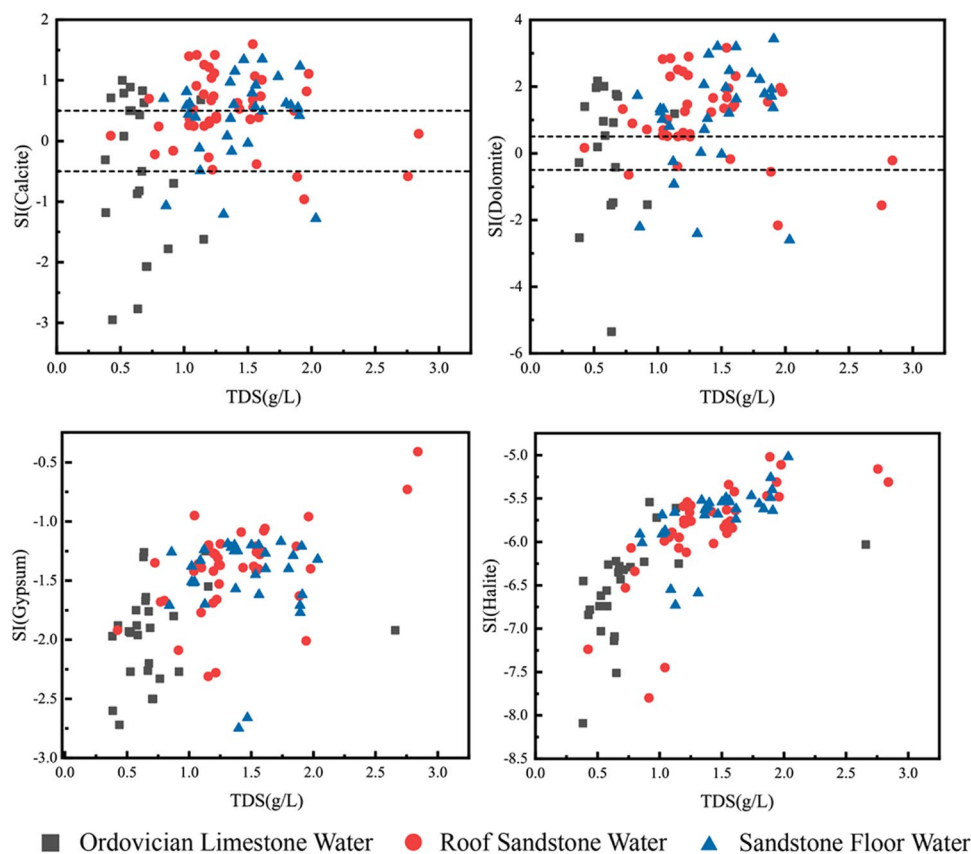 2
1
0
-1
-2
-3
SI(Calcite)
0.0 0.5 1.0 1.5 2.0 2.5 3.0
TDS(g/L)
4
2
0
-2
-4
-6
SI(Dolomite)
0.0 0.5 1.0 1.5 2.0 2.5 3.0
TDS(g/L)
-0.5
-1.0
-1.5
-2.0
-2.5
-3.0
SI(Gypsum)
0.0 0.5 1.0 1.5 2.0 2.5 3.0
TDS(g/L)
-5.0
-5.5
-6.0
-6.5
-7.0
-7.5
-8.0
-8.5
SI(Halite)
0.0 0.5 1.0 1.5 2.0 2.5 3.0
TDS(g/L)
Ordovician Limestone Water Roof Sandstone Water Sandstone Floor Water